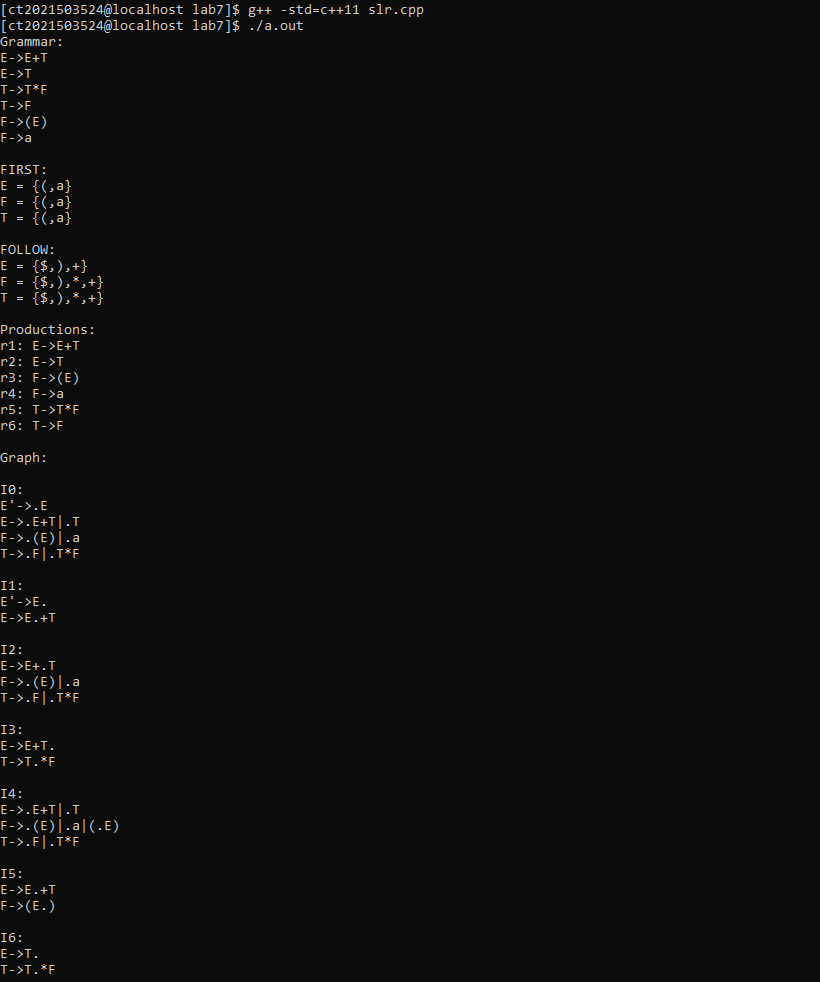 [ct2021503524@localhost lab7]$ g++ -std=c++11 slr.cpp
[ct2021503524@localhost lab7]$ ./a.out
Grammar:
E->E+T
E->T
T->T*F
T->F
F->(E)
F->a

FIRST:
E = {(,a}
F = {(,a}
T = {(,a}

FOLLOW:
E = {$,),+}
F = {$,),*,+}
T = {$,),*,+}

Productions:
r1: E->E+T
r2: E->T
r3: F->(E)
r4: F->a
r5: T->T*F
r6: T->F

Graph:

I0:
E'->.E
E->.E+T|.T
F->.(E)|.a
T->.F|.T*F

I1:
E'->E.
E->E.+T

I2:
E->E+.T
F->.(E)|.a
T->.F|.T*F

I3:
E->E+T.
T->T.*F

I4:
E->.E+T|.T
F->.(E)|.a|(.E)
T->.F|.T*F

I5:
E->E.+T
F->(E.)

I6:
E->T.
T->T.*F